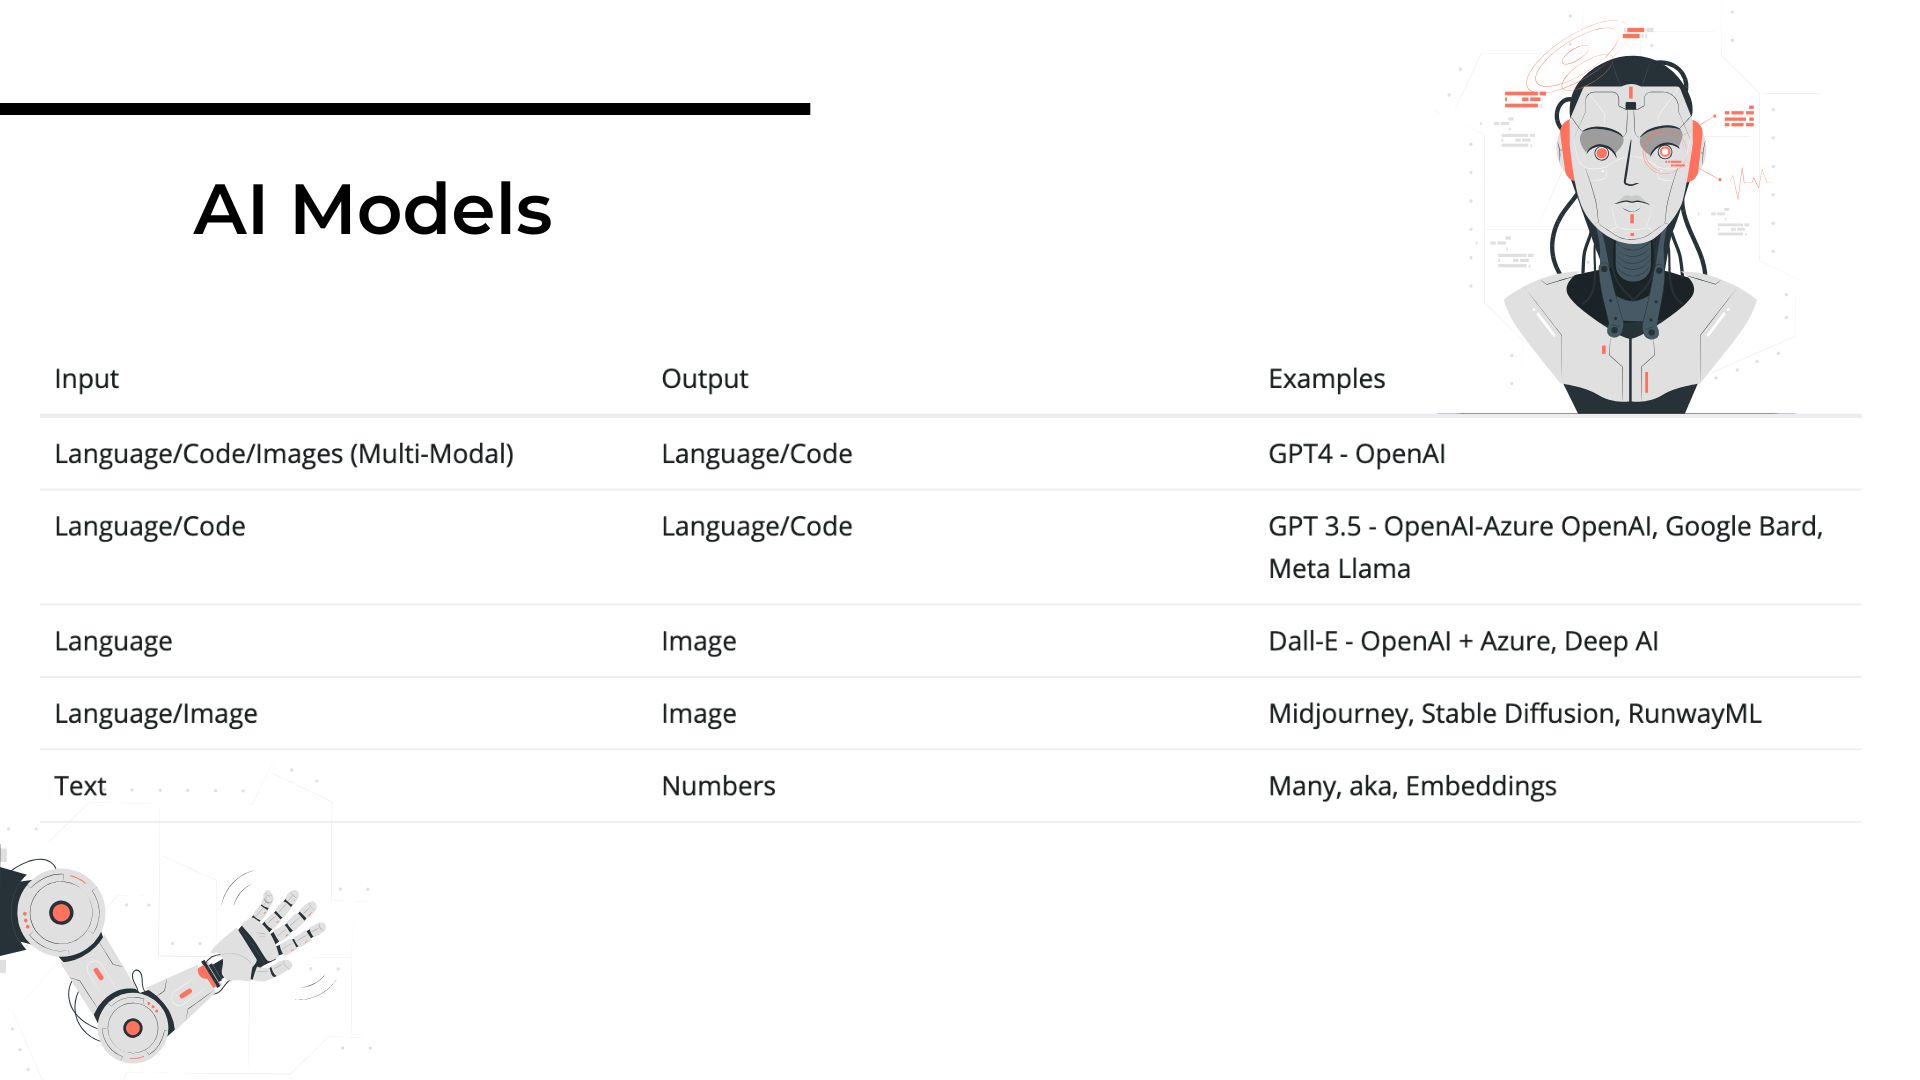 AI Models
Input Output Examples
Language/Code/Images (Multi-Modal) Language/Code GPT4 - OpenAI
Language/Code Language/Code GPT 3.5 - OpenAI-Azure OpenAI, Google Bard,
Meta Llama
Language Image Dall-E - OpenAI + Azure, Deep AI
Language/Image Image Midjourney, Stable Diffusion, RunwayML
Text Numbers Many, aka, Embeddings